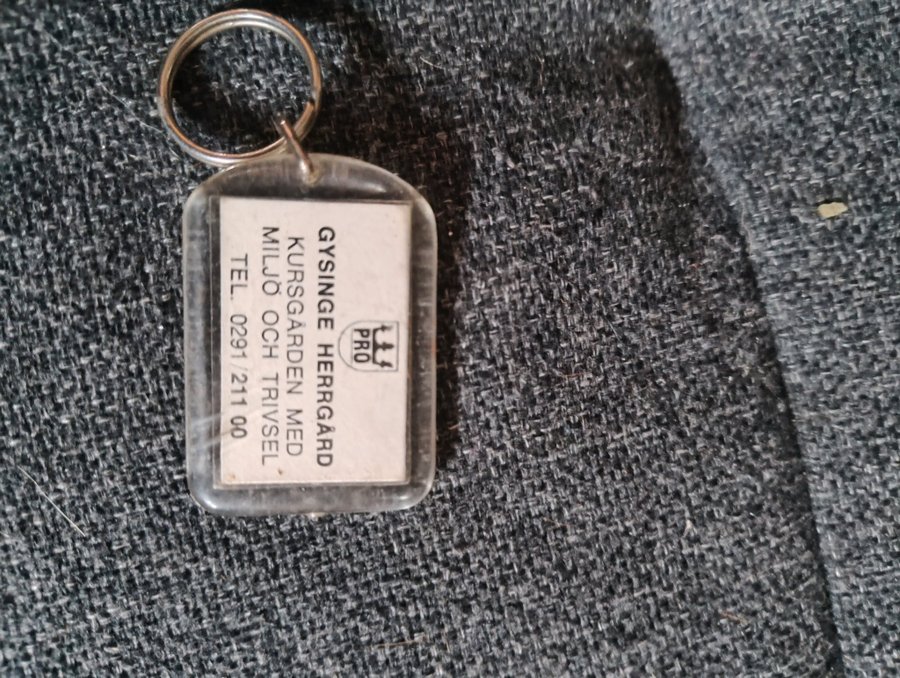 PRO
GYSINGE HERRGÅRD
KURSGÅRDEN MED
MILJÖ OCH TRIVSEL
TEL. 0291/211 00